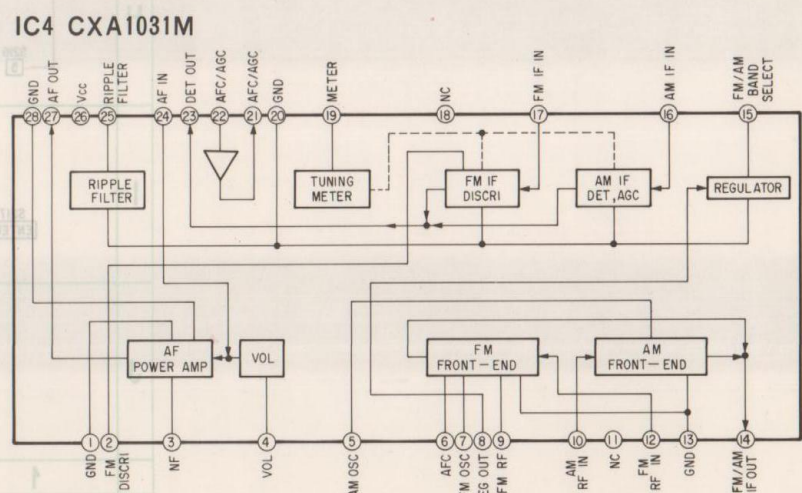 IC4 CXA1031M
GND
AF OUT
Vcc
RIPPLE
FILTER
AF IN
DET OUT
AFC/AGC
AFC/AGC
GND
METER
NC
FM IF IN
AM IF IN
FM/AM
BAND
SELECT
28 27 26 25 24 23 22 21 20 19 18 17 16 15
RIPPLE
FILTER
TUNING
METER
FM IF
DISCRI
AM IF
DET, AGC
REGULATOR
AF
POWER AMP
VOL
FM
FRONT-END
AM
FRONT-END
1 2 3 4 5 6 7 8 9 10 11 12 13 14
GND
FM
DISCRI
NF
VOL
AM OSC
AFC
FM OSC
EG OUT
FM RF
AM
RF IN
NC
FM
RF IN
GND
FM/AM
IF OUT